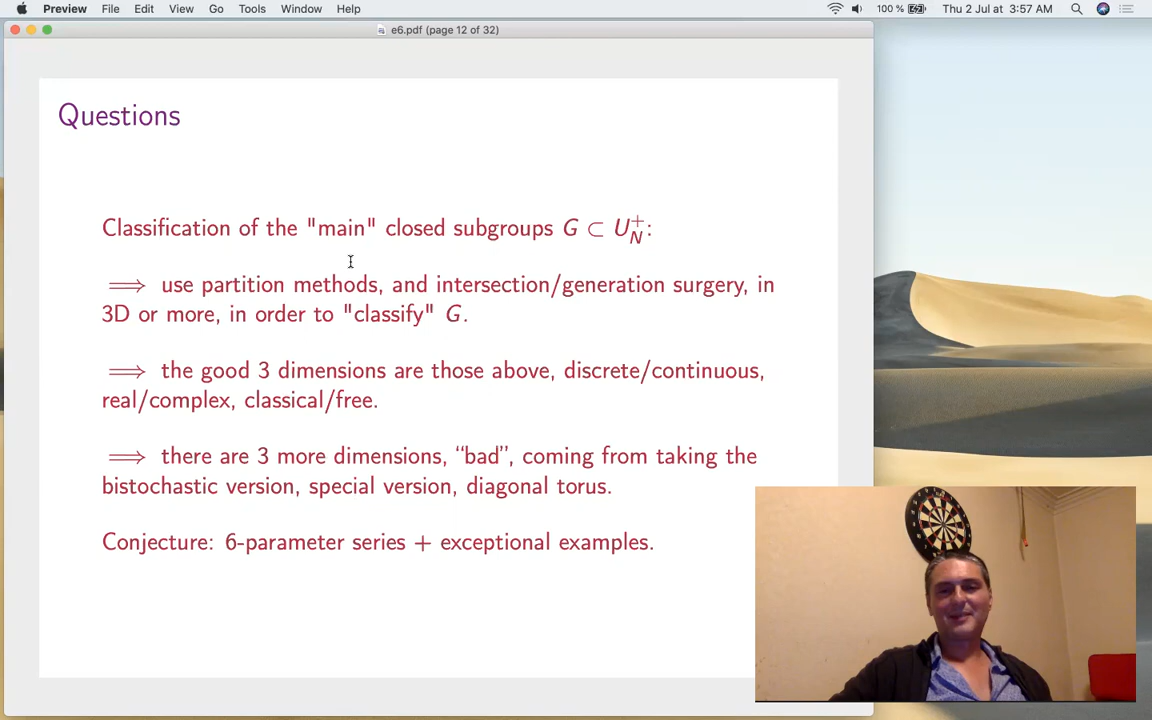 Preview File Edit View Go Tools Window Help 100 % Thu 2 Jul at 3:57 AM
e6.pdf (page 12 of 32)
Questions
Classification of the "main" closed subgroups G ⊂ U_N^+:
⟹ use partition methods, and intersection/generation surgery, in
3D or more, in order to "classify" G.
⟹ the good 3 dimensions are those above, discrete/continuous,
real/complex, classical/free.
⟹ there are 3 more dimensions, “bad”, coming from taking the
bistochastic version, special version, diagonal torus.
Conjecture: 6-parameter series + exceptional examples.